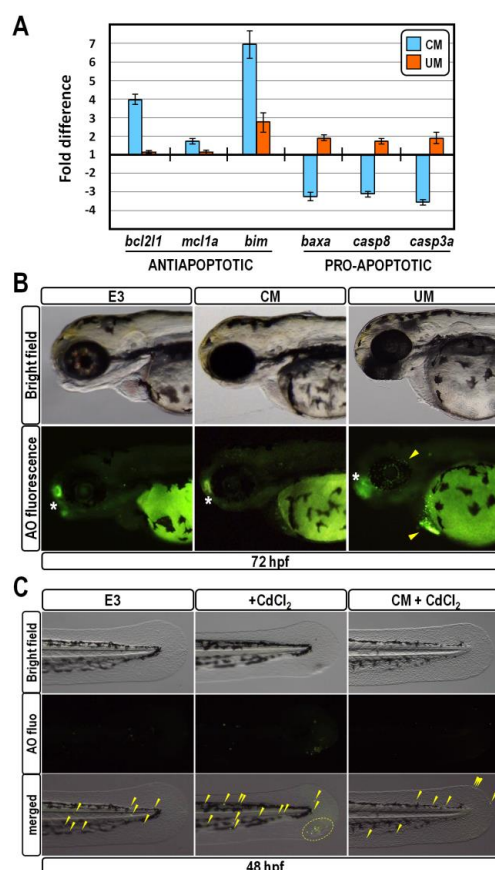 A
Fold difference
7
6
5
4
3
2
1
-2
-3
-4
CM
UM
bcl2l1 mcl1a bim baxa casp8 casp3a
ANTIAPOPTOTIC PRO-APOPTOTIC
B
E3 CM UM
Bright field
AO fluorescence
* * *
72 hpf
C
E3 +CdCl₂ CM + CdCl₂
Bright field
AO fluo
merged
48 hpf